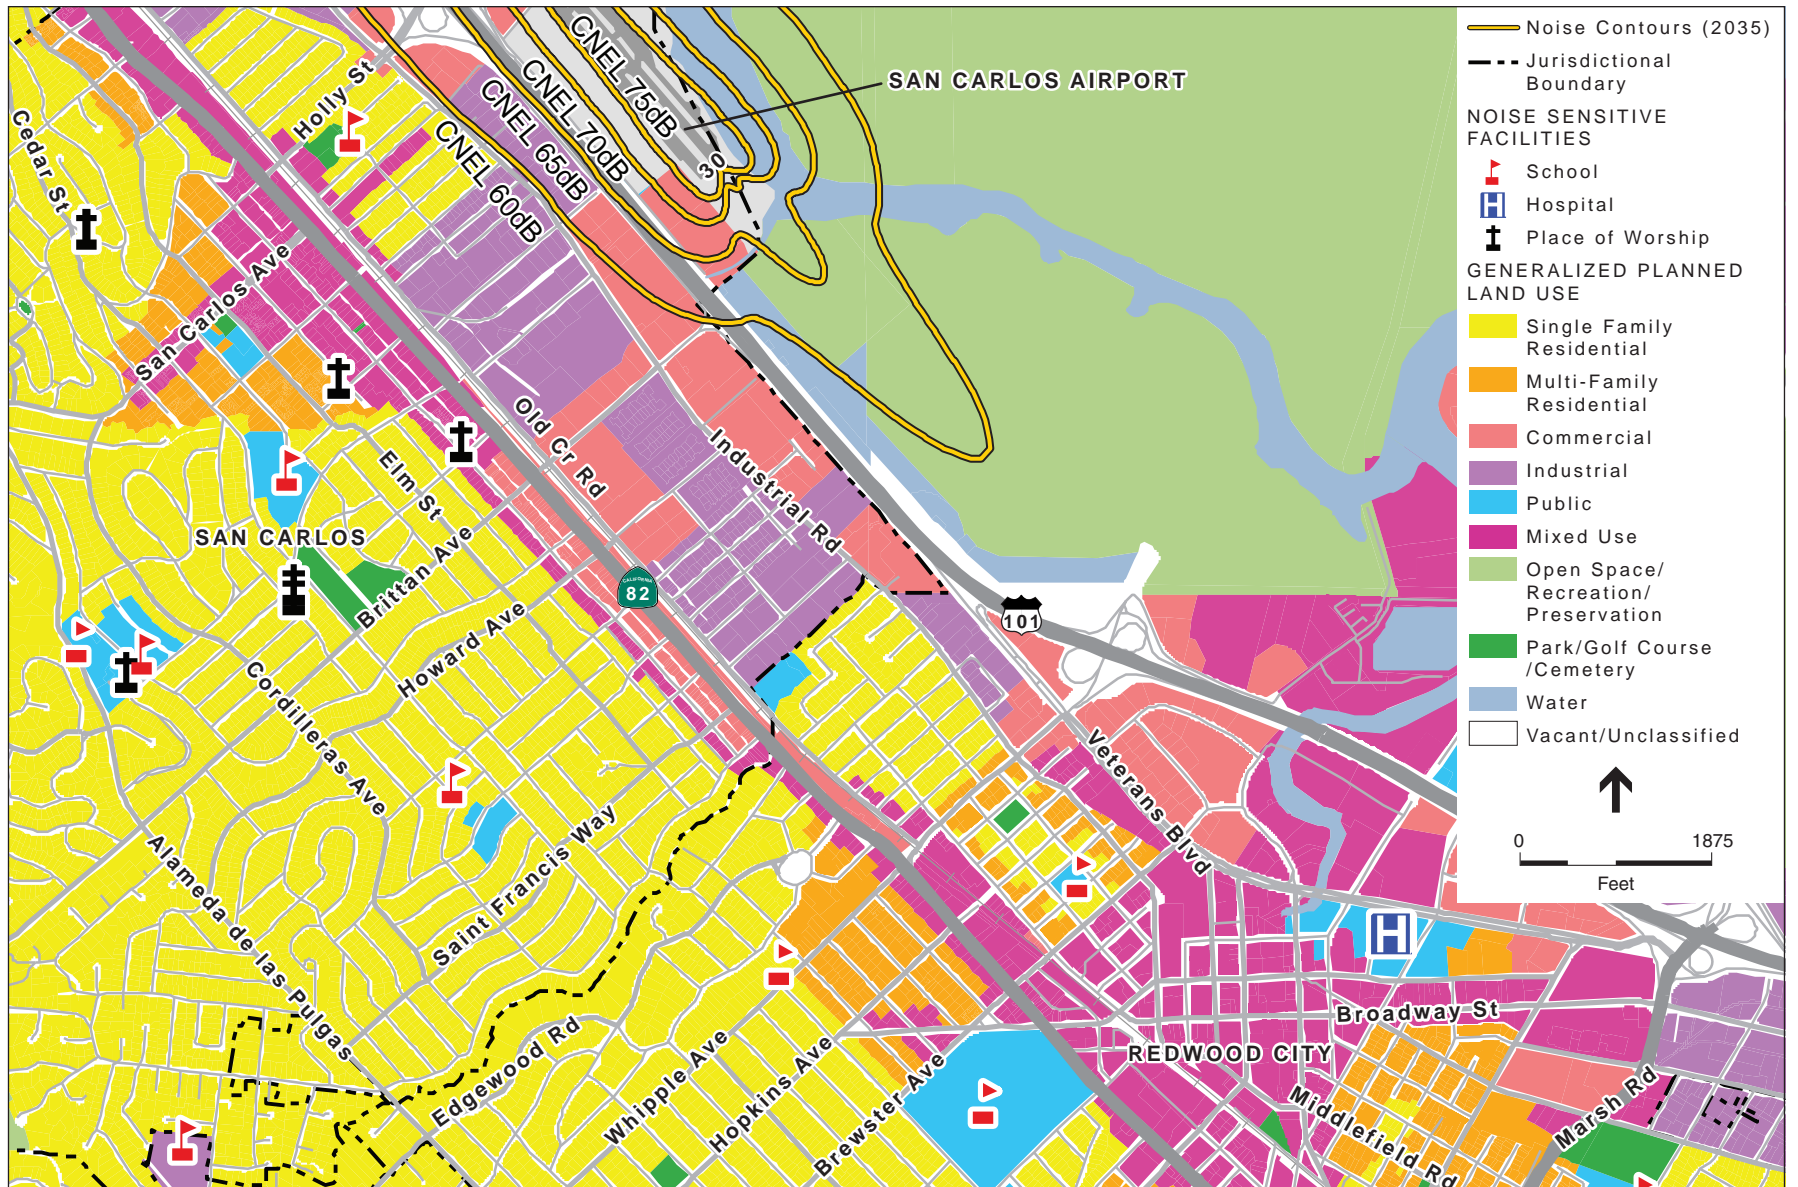 Noise Contours (2035)
Jurisdictional
Boundary
NOISE SENSITIVE
FACILITIES
School
H
Hospital
Place of Worship
GENERALIZED PLANNED
LAND USE
Single Family
Residential
Multi-Family
Residential
Commercial
Industrial
Public
Mixed Use
Open Space/
Recreation/
Preservation
Park/Golf Course
/Cemetery
Water
Vacant/Unclassified
0
1875
Feet
CNEL 75dB
CNEL 70dB
CNEL 65dB
CNEL 60dB
SAN CARLOS AIRPORT
30
Holly St
Cedar St
San Carlos Ave
Old Cr Rd
Industrial Rd
Elm St
SAN CARLOS
Brittan Ave
CALIFORNIA
82
101
Howard Ave
Cordilleras Ave
Veterans Blvd
Saint Francis Way
Alameda de las Pulgas
H
Broadway St
REDWOOD CITY
Edgewood Rd
Whipple Ave
Hopkins Ave
Brewster Ave
Middlefield Rd
Marsh Rd